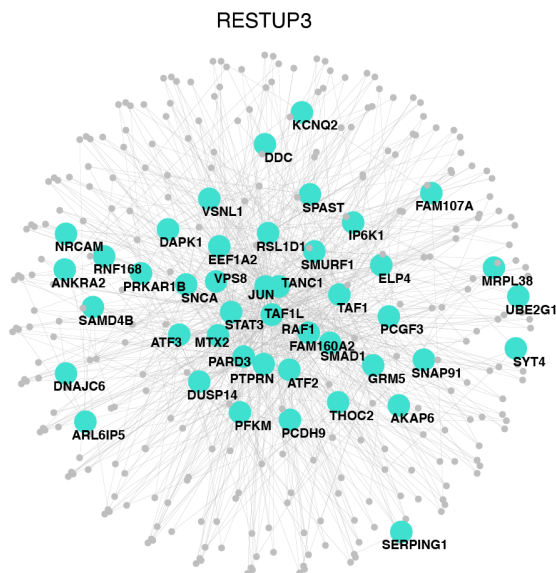 RESTUP3
KCNQ2
DDC
SPAST
FAM107A
VSNL1
IP6K1
NRCAM
DAPK1
RSL1D1
EEF1A2
SMURF1
RNF168
ELP4
MRPL38
ANKRA2
PRKAR1B
VPS8
TANC1
SNCA
JUN
UBE2G1
SAMD4B
TAF1
TAF1L
PCGF3
STAT3
RAF1
ATF3
MTX2
FAM160A2
SMAD1
SYT4
PARD3
SNAP91
PTPRN
ATF2
GRM5
DNAJC6
DUSP14
THOC2
AKAP6
PFKM
PCDH9
ARL6IP5
SERPING1